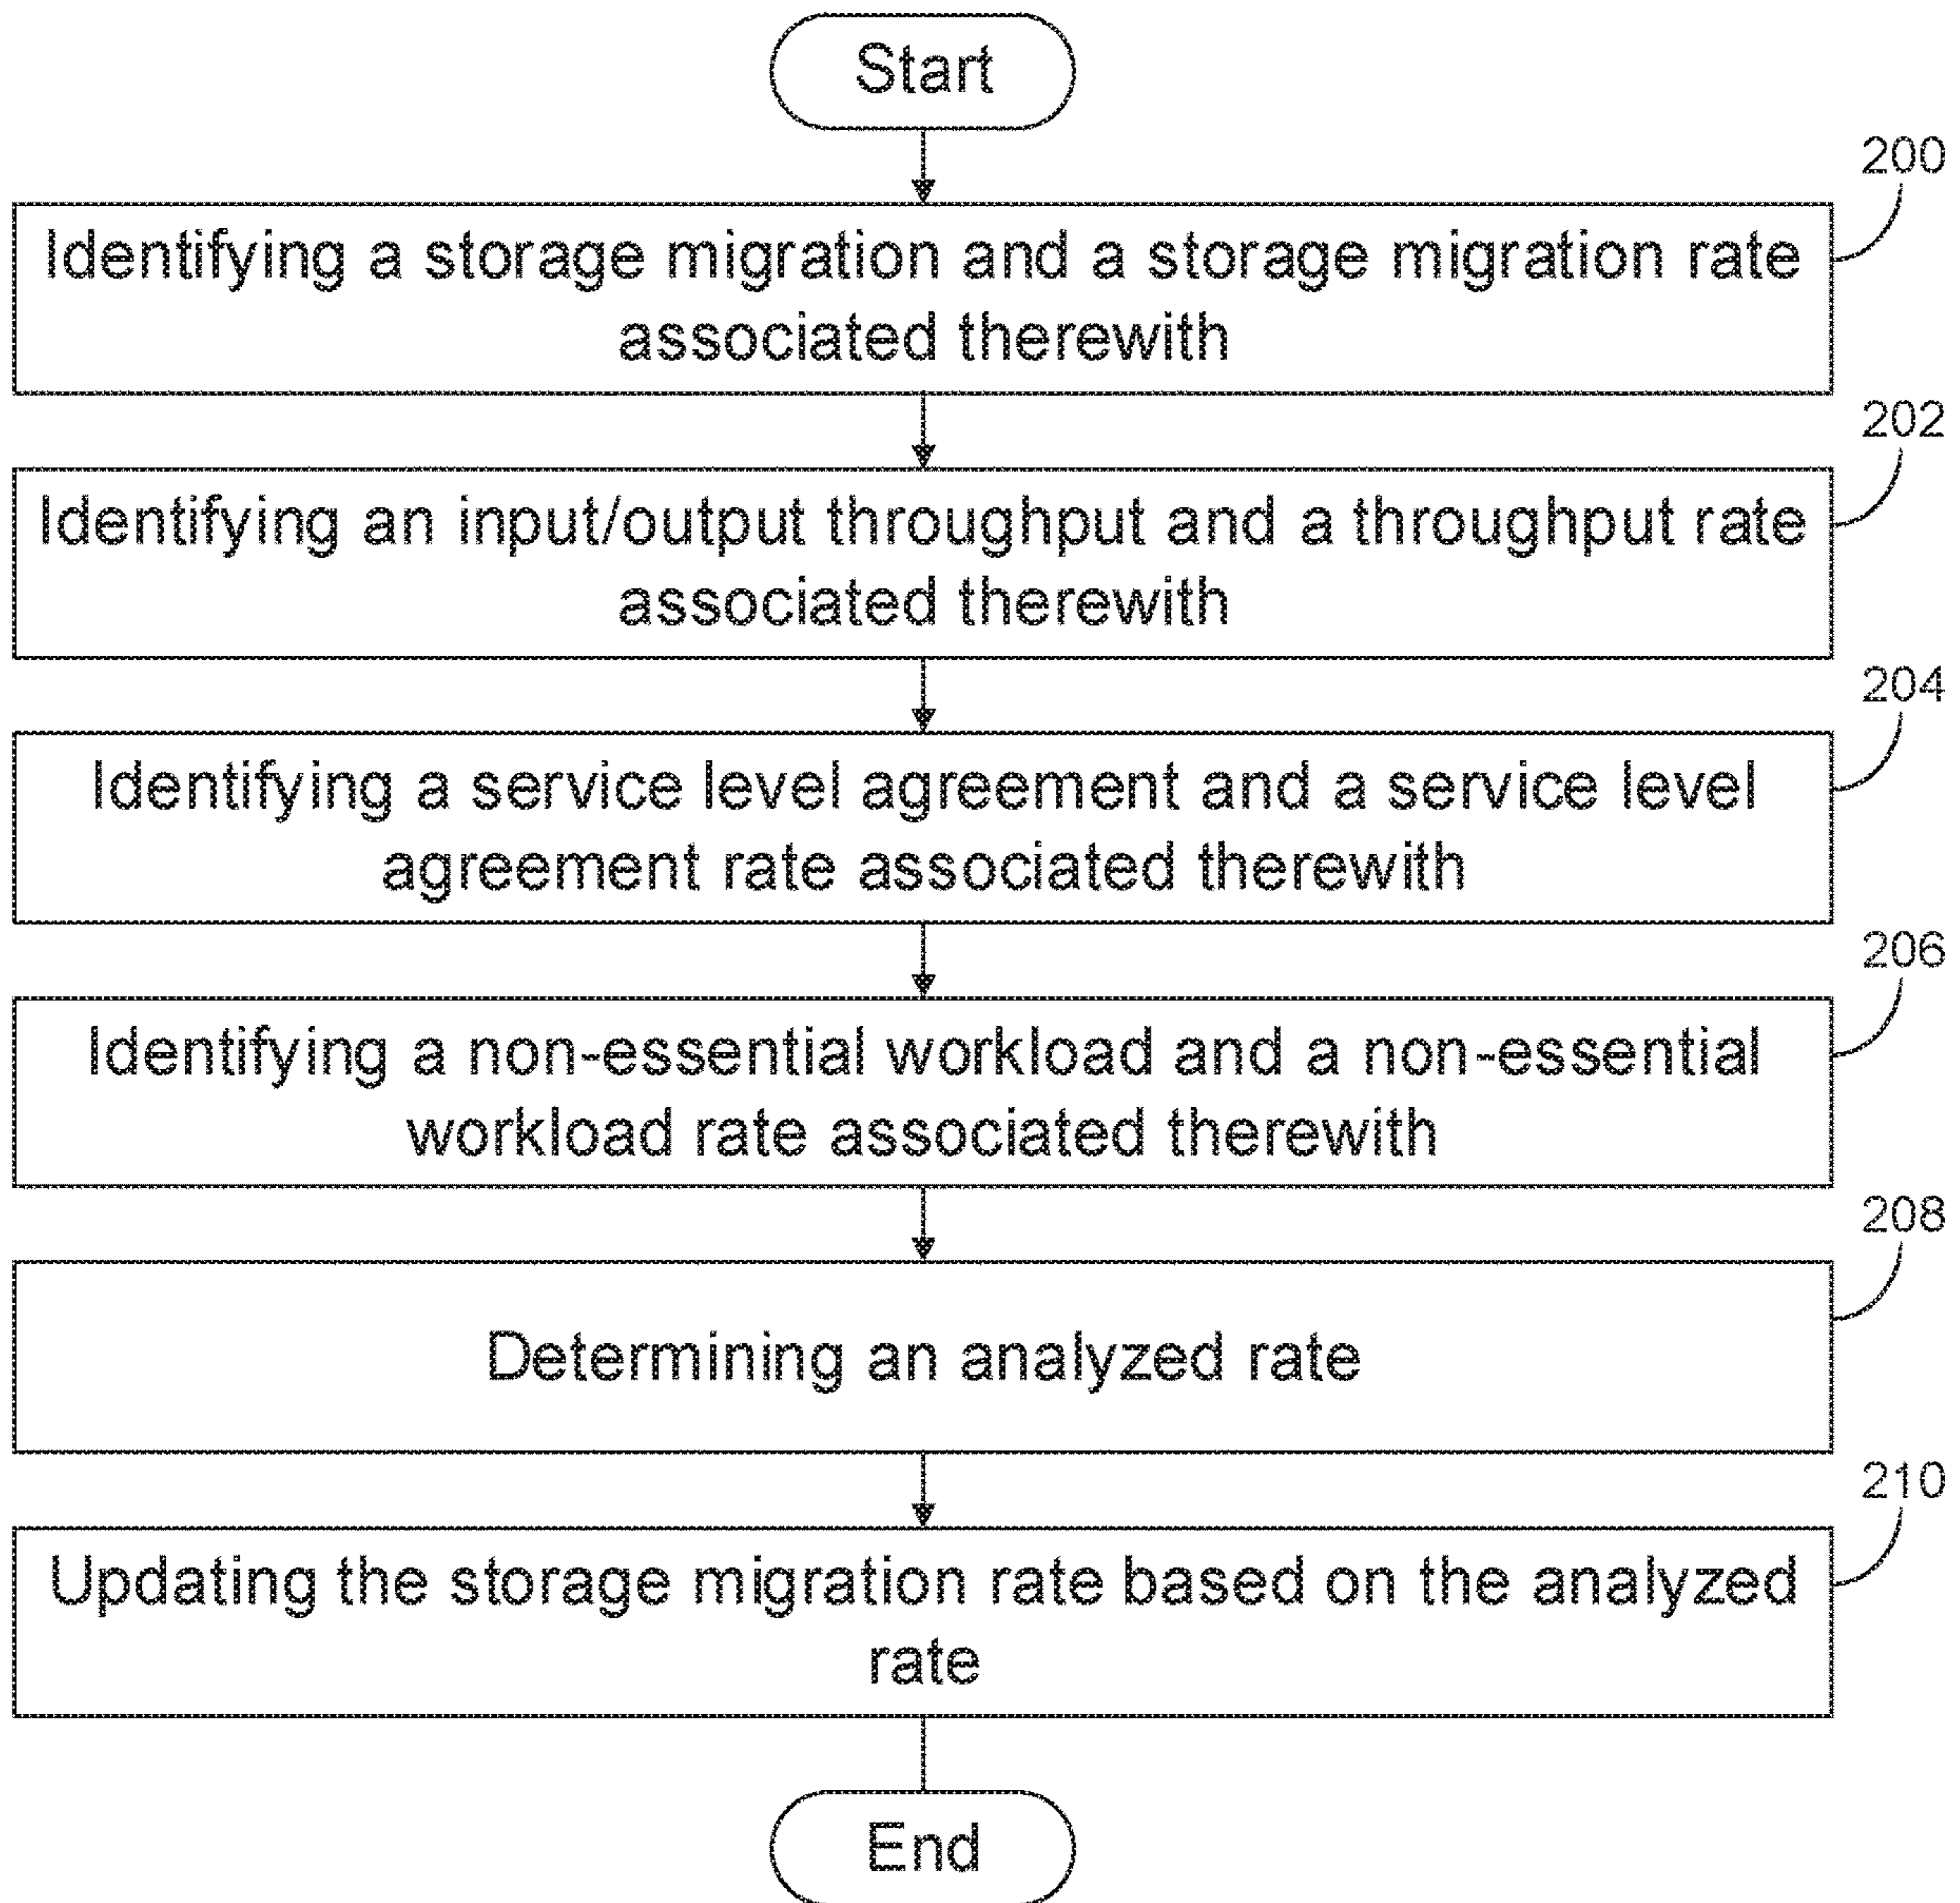 Start
200
Identifying a storage migration and a storage migration rate
associated therewith
202
Identifying an input/output throughput and a throughput rate
associated therewith
204
Identifying a service level agreement and a service level
agreement rate associated therewith
206
Identifying a non-essential workload and a non-essential
workload rate associated therewith
208
Determining an analyzed rate
210
Updating the storage migration rate based on the analyzed
rate
End